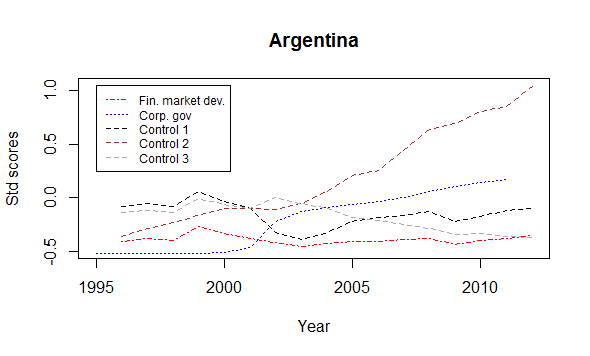 Argentina
Std scores
1.0
0.5
0.0
-0.5
Fin. market dev.
Corp. gov
Control 1
Control 2
Control 3
1995 2000 2005 2010
Year